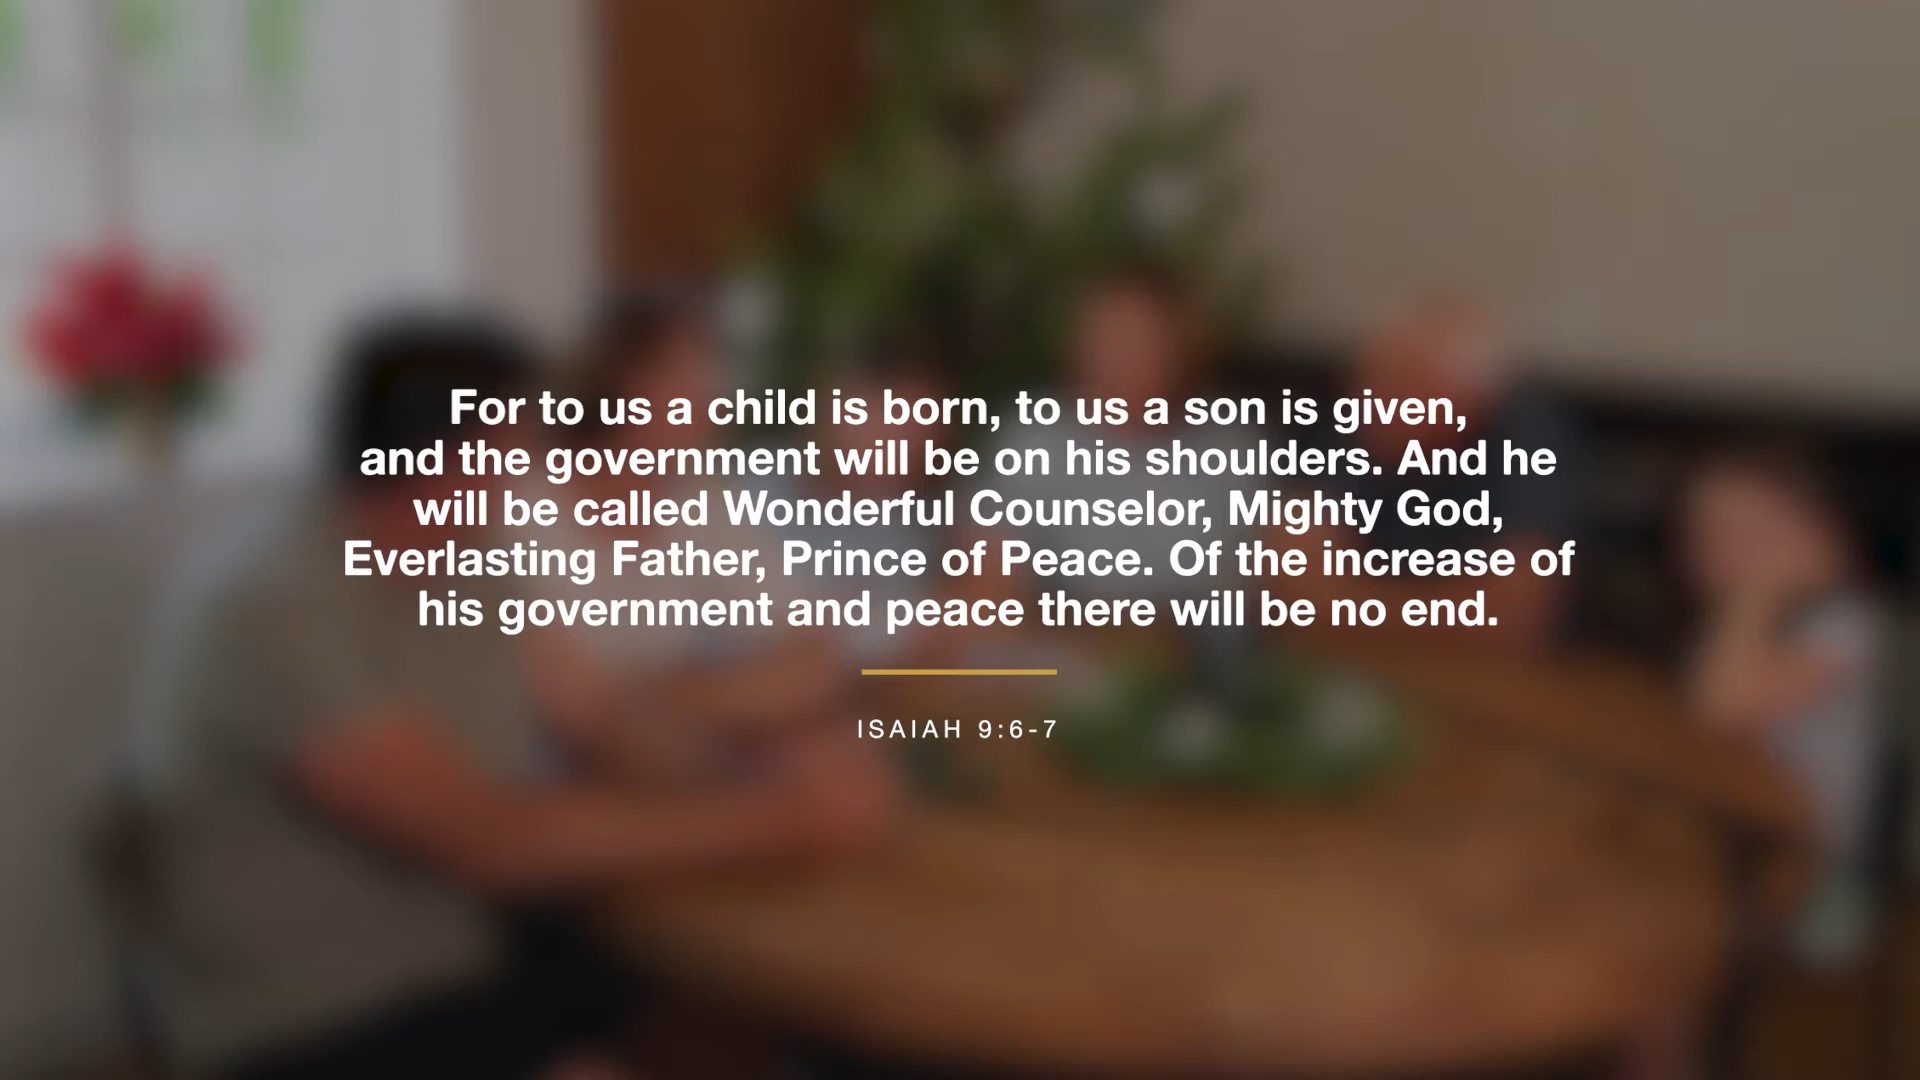 For to us a child is born, to us a son is given,
and the government will be on his shoulders. And he
will be called Wonderful Counselor, Mighty God,
Everlasting Father, Prince of Peace. Of the increase of
his government and peace there will be no end.
ISAIAH 9:6-7